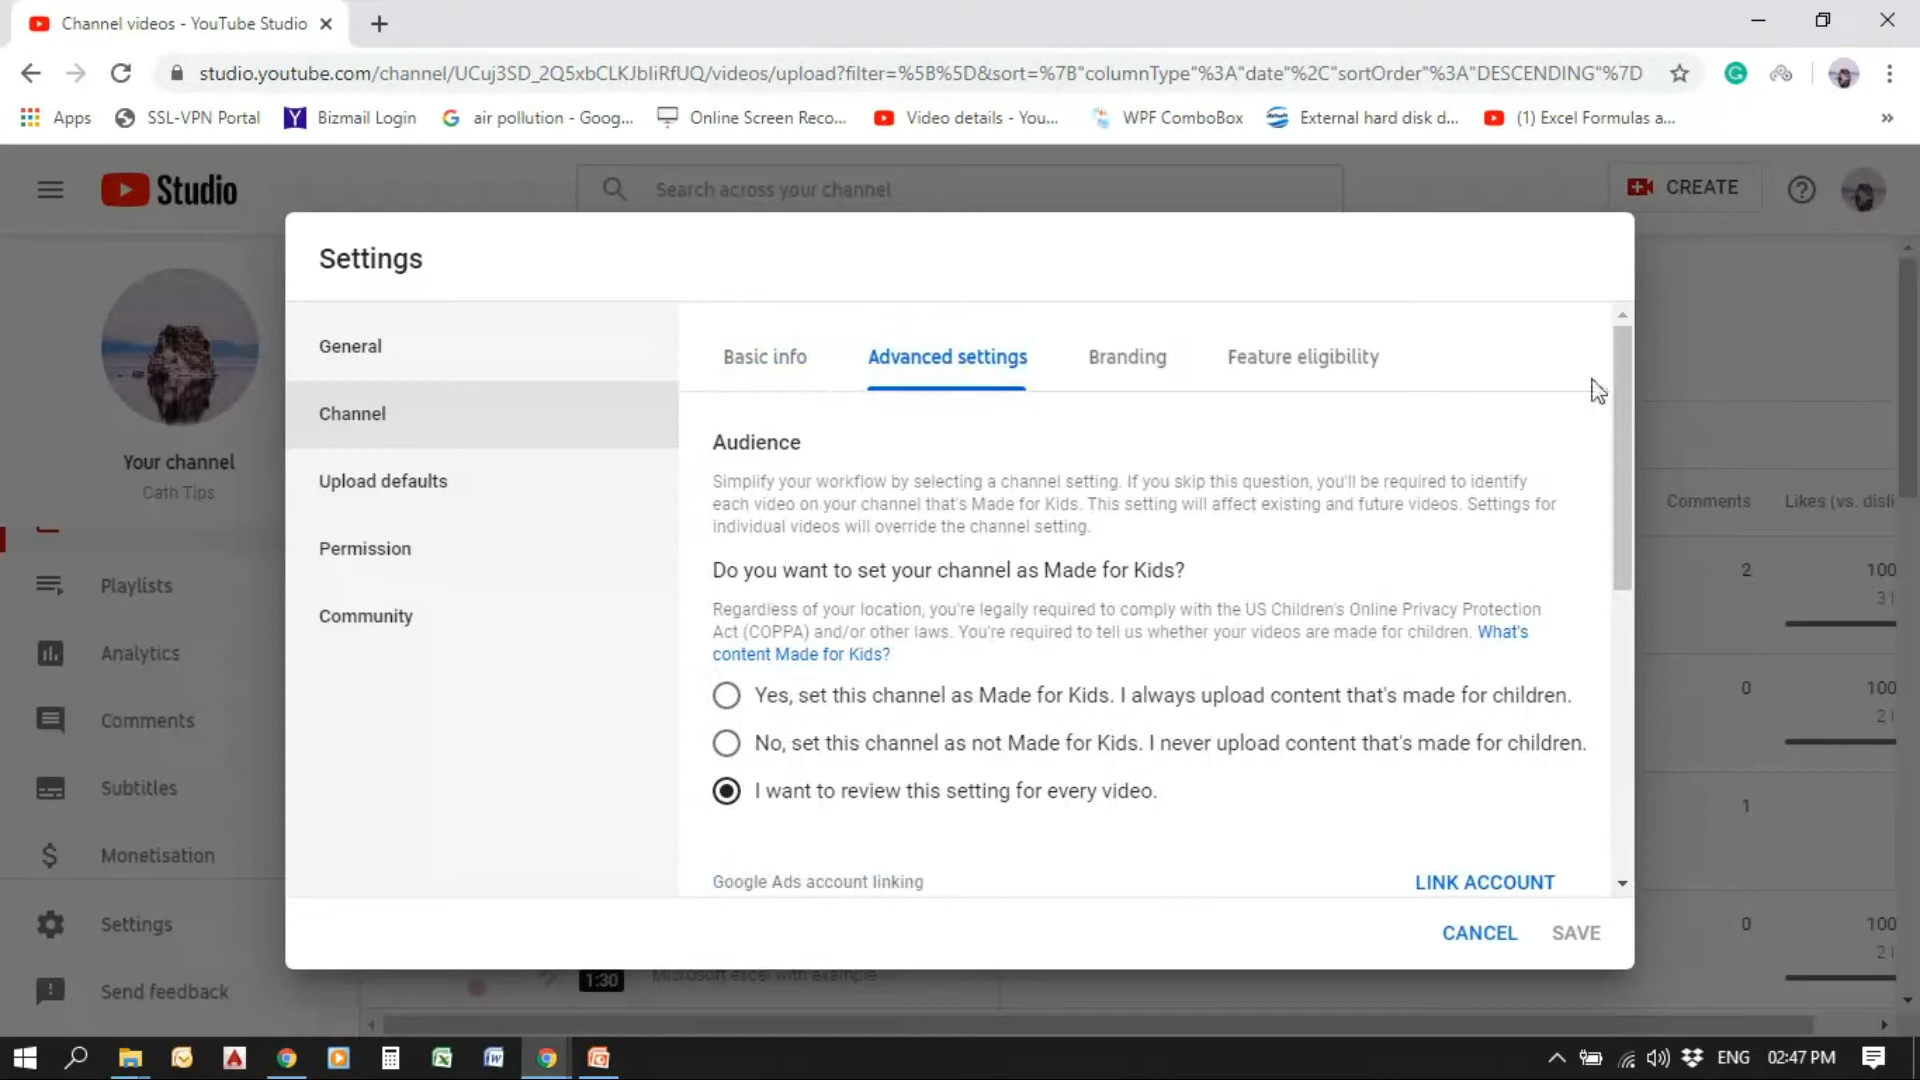 Channel videos - YouTube Studio
studio.youtube.com/channel/UCuj3SD_2Q5xbCLKJbIiRfUQ/videos/upload?filter=%5B%5D&sort=%7B"columnType"%3A"date"%2C"sortOrder"%3A"DESCENDING"%7D
Apps SSL-VPN Portal Bizmail Login air pollution - Goog... Online Screen Reco... Video details - You... WPF ComboBox External hard disk d... (1) Excel Formulas a... »
Studio Search across your channel CREATE
Settings
General
Channel
Upload defaults
Permission
Community
Basic info Advanced settings Branding Feature eligibility
Audience
Simplify your workflow by selecting a channel setting. If you skip this question, you'll be required to identify
each video on your channel that's Made for Kids. This setting will affect existing and future videos. Settings for
individual videos will override the channel setting.
Do you want to set your channel as Made for Kids?
Regardless of your location, you're legally required to comply with the US Children's Online Privacy Protection
Act (COPPA) and/or other laws. You're required to tell us whether your videos are made for children. What's
content Made for Kids?
Yes, set this channel as Made for Kids. I always upload content that's made for children.
No, set this channel as not Made for Kids. I never upload content that's made for children.
I want to review this setting for every video.
Google Ads account linking LINK ACCOUNT
CANCEL SAVE
Your channel
Cath Tips
Playlists
Analytics
Comments
Subtitles
Monetisation
Settings
Send feedback
Comments Likes (vs. disli
2 100
3 l
0 100
2 l
1
0 100
2 l
1:30 Microsoft excel with example
ENG 02:47 PM